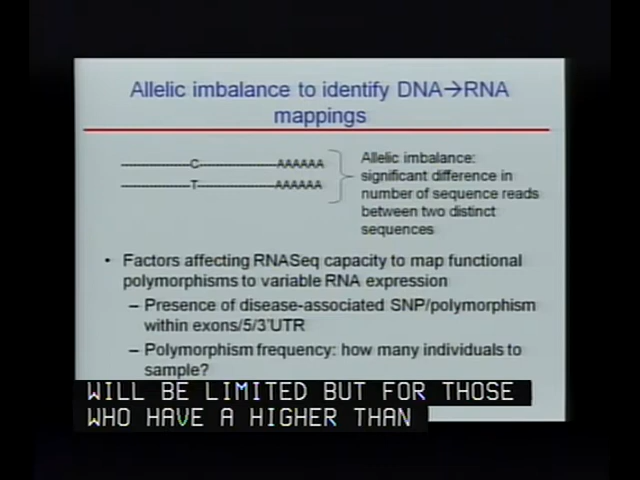 Allelic imbalance to identify DNA→RNA
mappings
---------------C----------------AAAAAA
---------------T----------------AAAAAA
Allelic imbalance:
significant difference in
number of sequence reads
between two distinct
sequences
• Factors affecting RNASeq capacity to map functional
polymorphisms to variable RNA expression
– Presence of disease-associated SNP/polymorphism
within exons/5/3'UTR
– Polymorphism frequency: how many individuals to
sample?
WILL BE LIMITED BUT FOR THOSE
WHO HAVE A HIGHER THAN